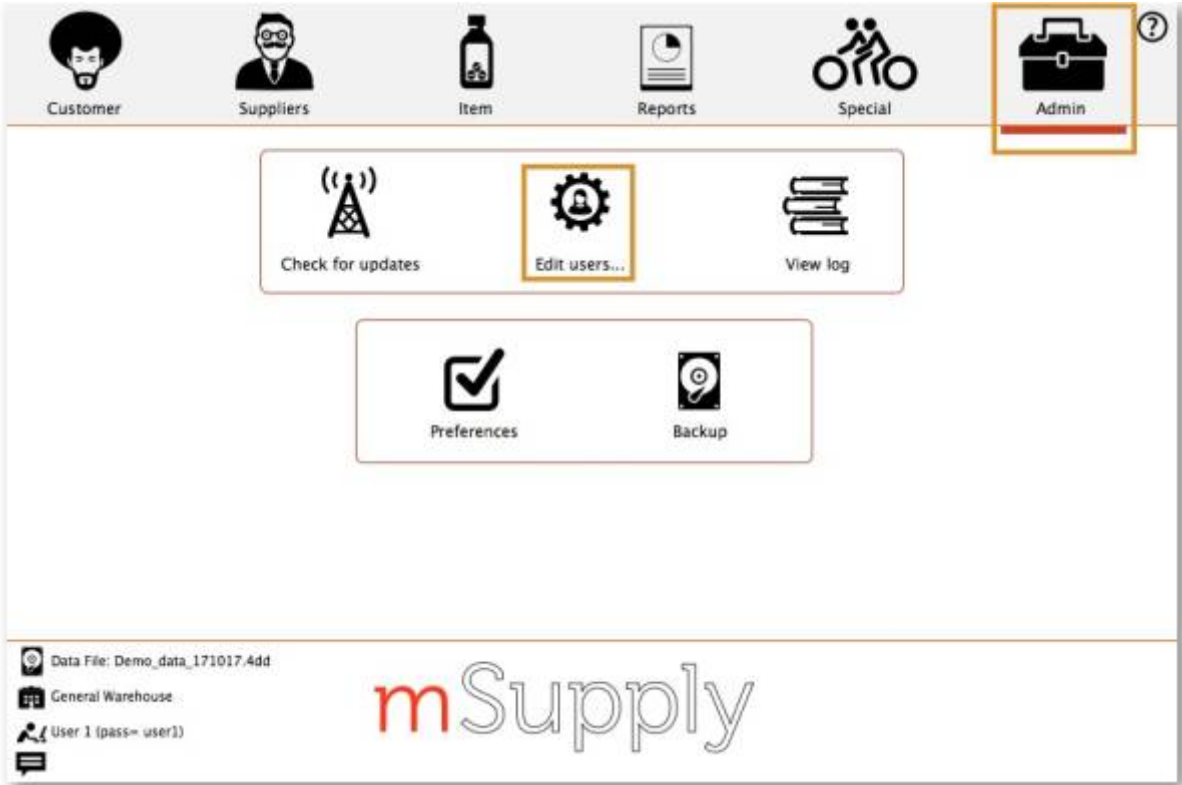 Customer
Suppliers
Item
Reports
Special
Admin
?
Check for updates
Edit users...
View log
Preferences
Backup
Data File: Demo_data_171017.4dd
General Warehouse
User 1 (pass= user1)
mSupply